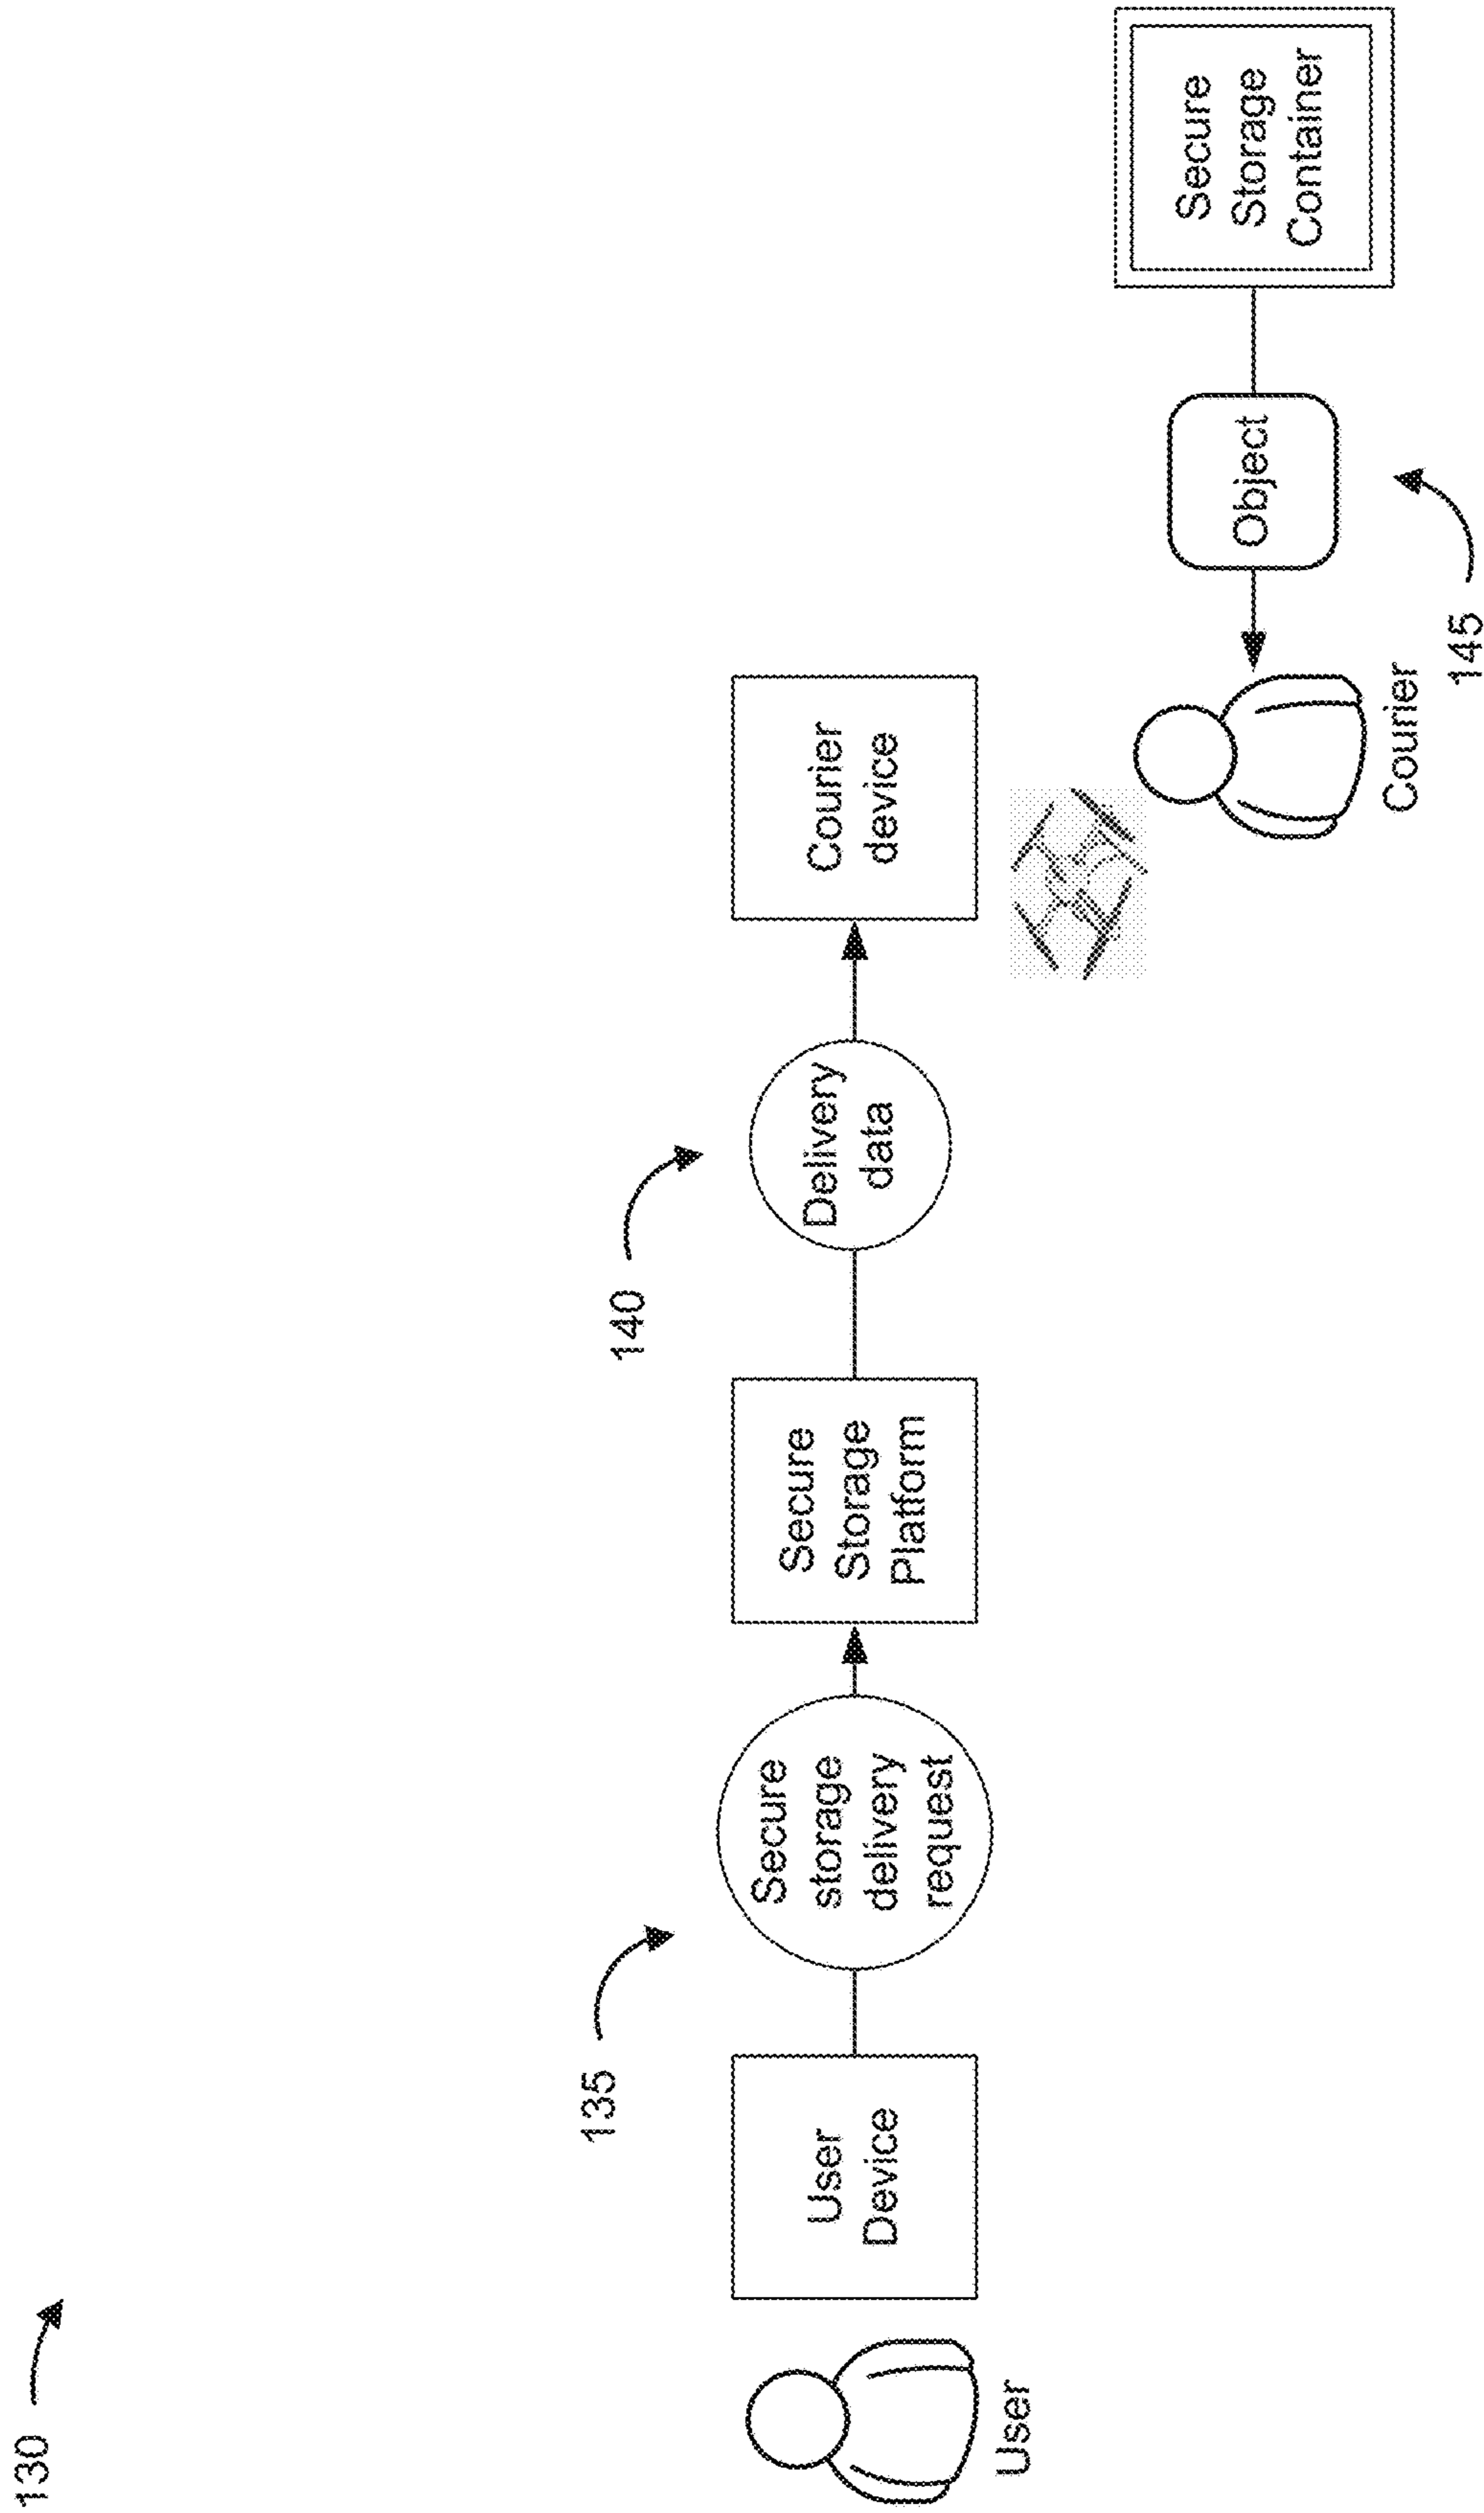 130
135
140
User
Device
Secure
storage
delivery
request
Secure
Storage
Platform
Delivery
data
Courier
device
User
Courier
Object
Secure
Storage
Container
145